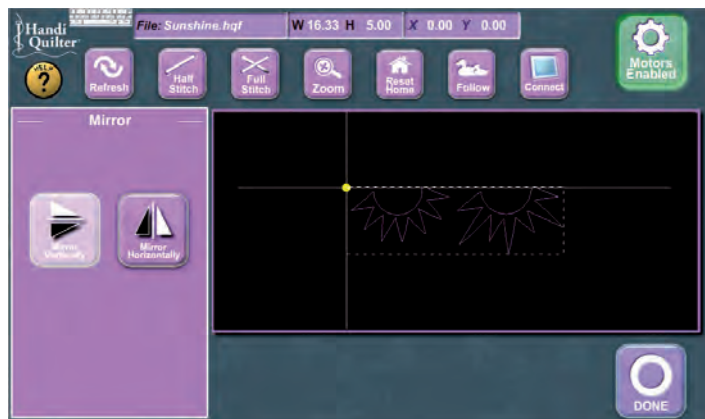 Handi
Quilter
File: Sunshine.hqf
W 16.33 H 5.00
X 0.00 Y 0.00
Motors
Enabled
HELP
?
Refresh
Half
Stitch
Full
Stitch
Zoom
Reset
Home
Follow
Connect
Mirror
Mirror
Vertically
Mirror
Horizontally
DONE